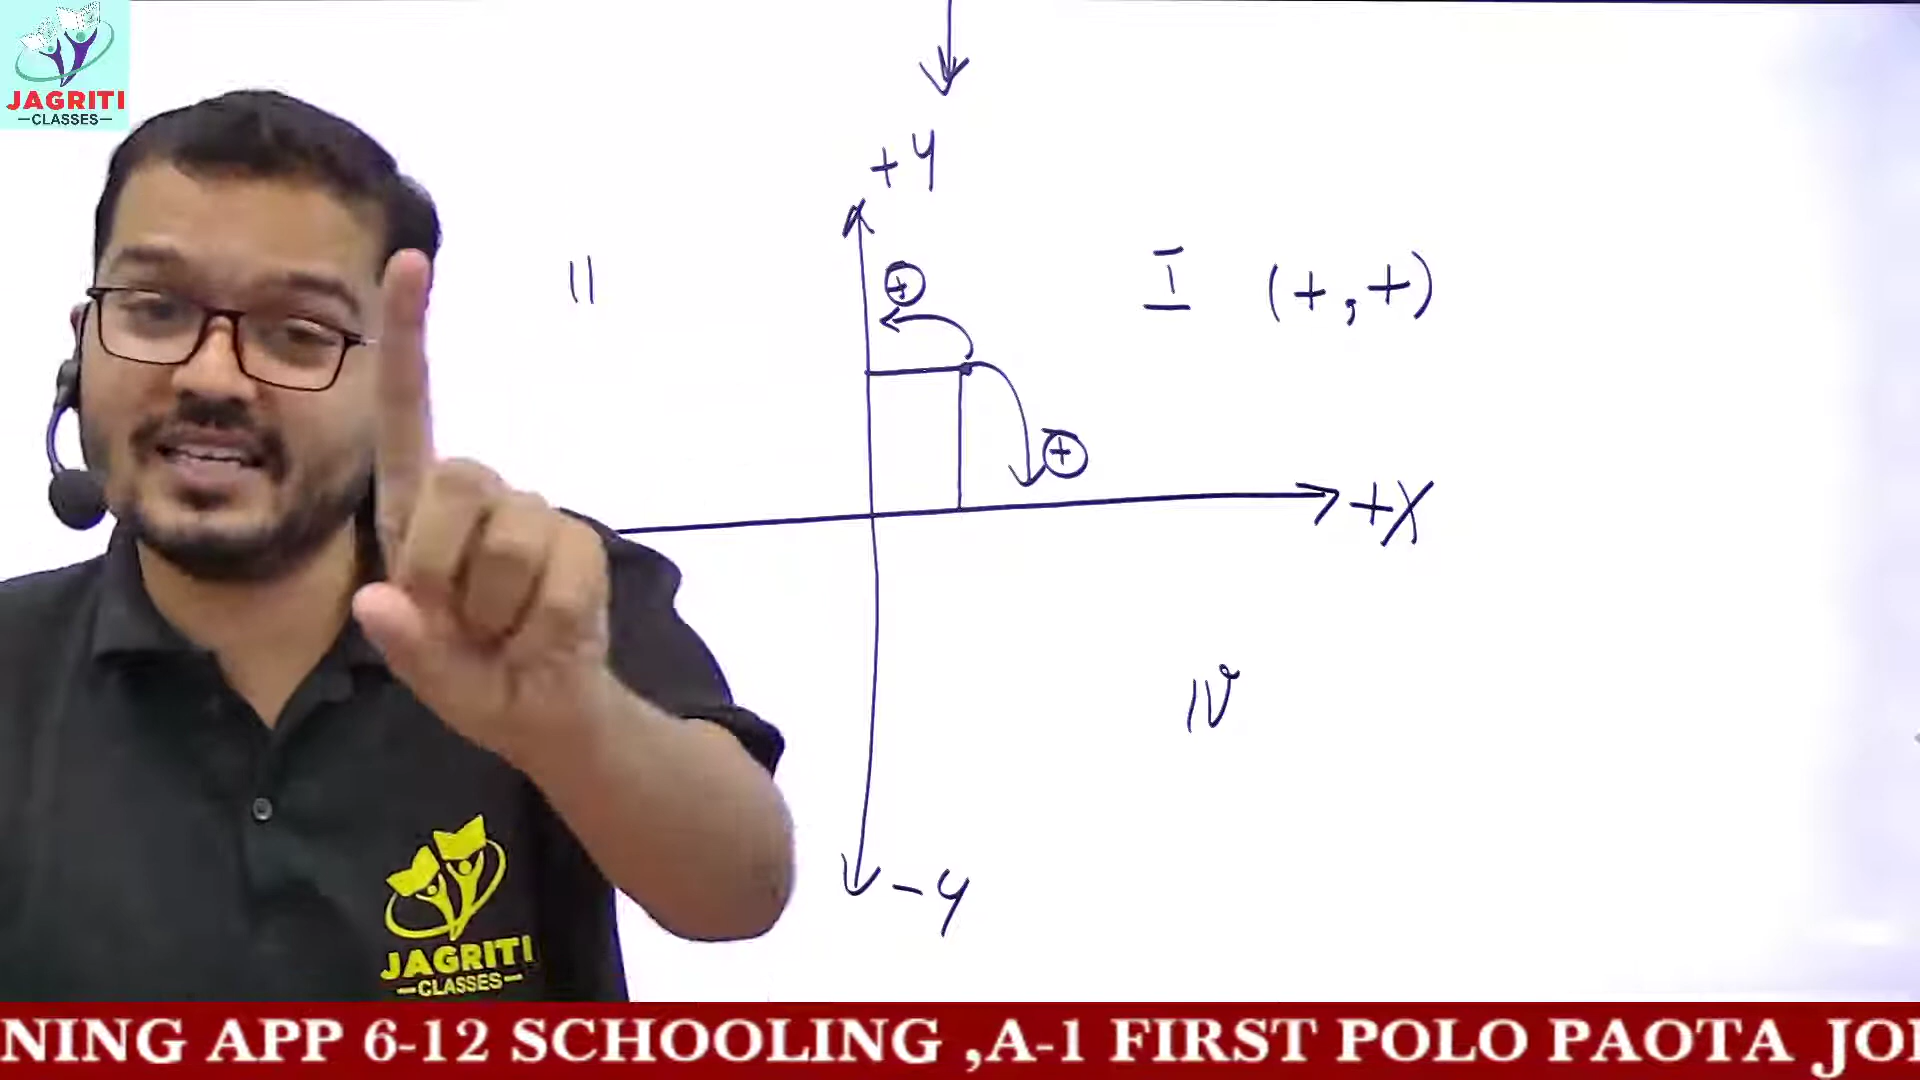 JAGRITI
CLASSES
+y
II
+
I (+,+)
+
+X
IV
-y
JAGRITI
CLASSES
NING APP 6-12 SCHOOLING ,A-1 FIRST POLO PAOTA JO